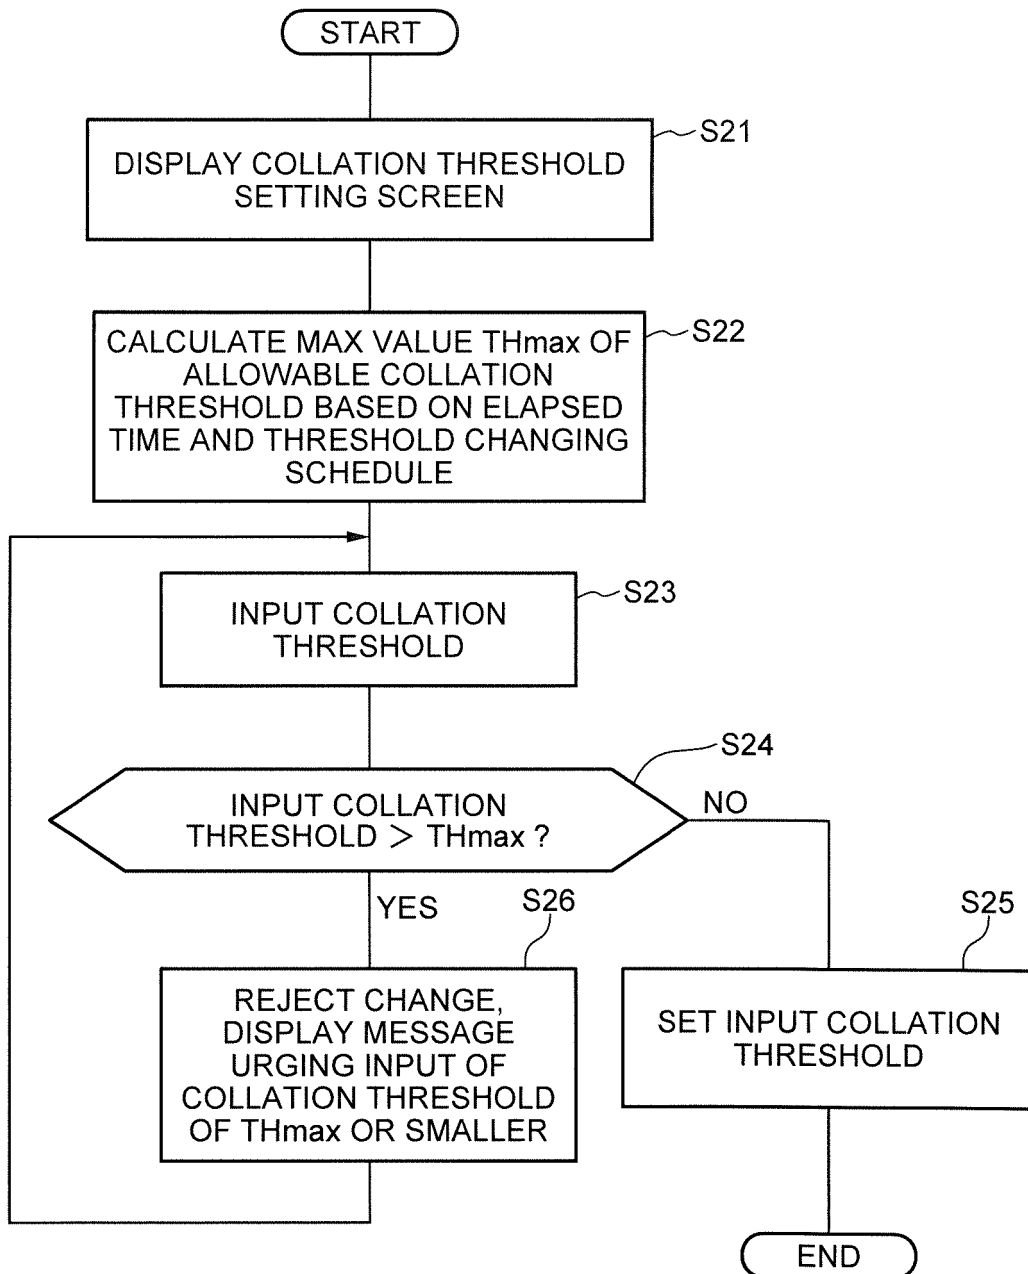 START
S21
DISPLAY COLLATION THRESHOLD
SETTING SCREEN
S22
CALCULATE MAX VALUE THmax OF
ALLOWABLE COLLATION
THRESHOLD BASED ON ELAPSED
TIME AND THRESHOLD CHANGING
SCHEDULE
S23
INPUT COLLATION
THRESHOLD
S24
INPUT COLLATION
THRESHOLD > THmax ?
NO
YES
S26
REJECT CHANGE,
DISPLAY MESSAGE
URGING INPUT OF
COLLATION THRESHOLD
OF THmax OR SMALLER
S25
SET INPUT COLLATION
THRESHOLD
END